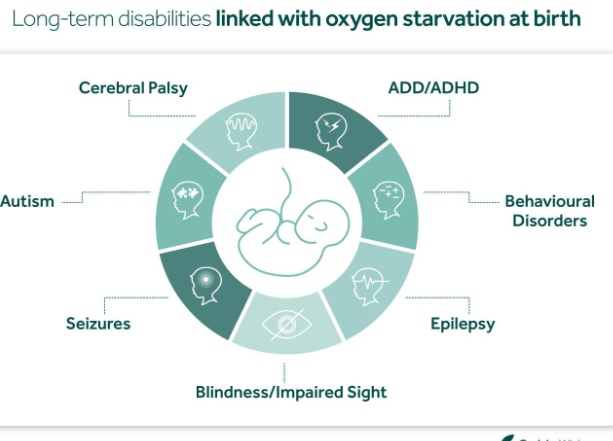 Long-term disabilities linked with oxygen starvation at birth
Cerebral Palsy
ADD/ADHD
Autism
Behavioural
Disorders
Seizures
Epilepsy
Blindness/Impaired Sight